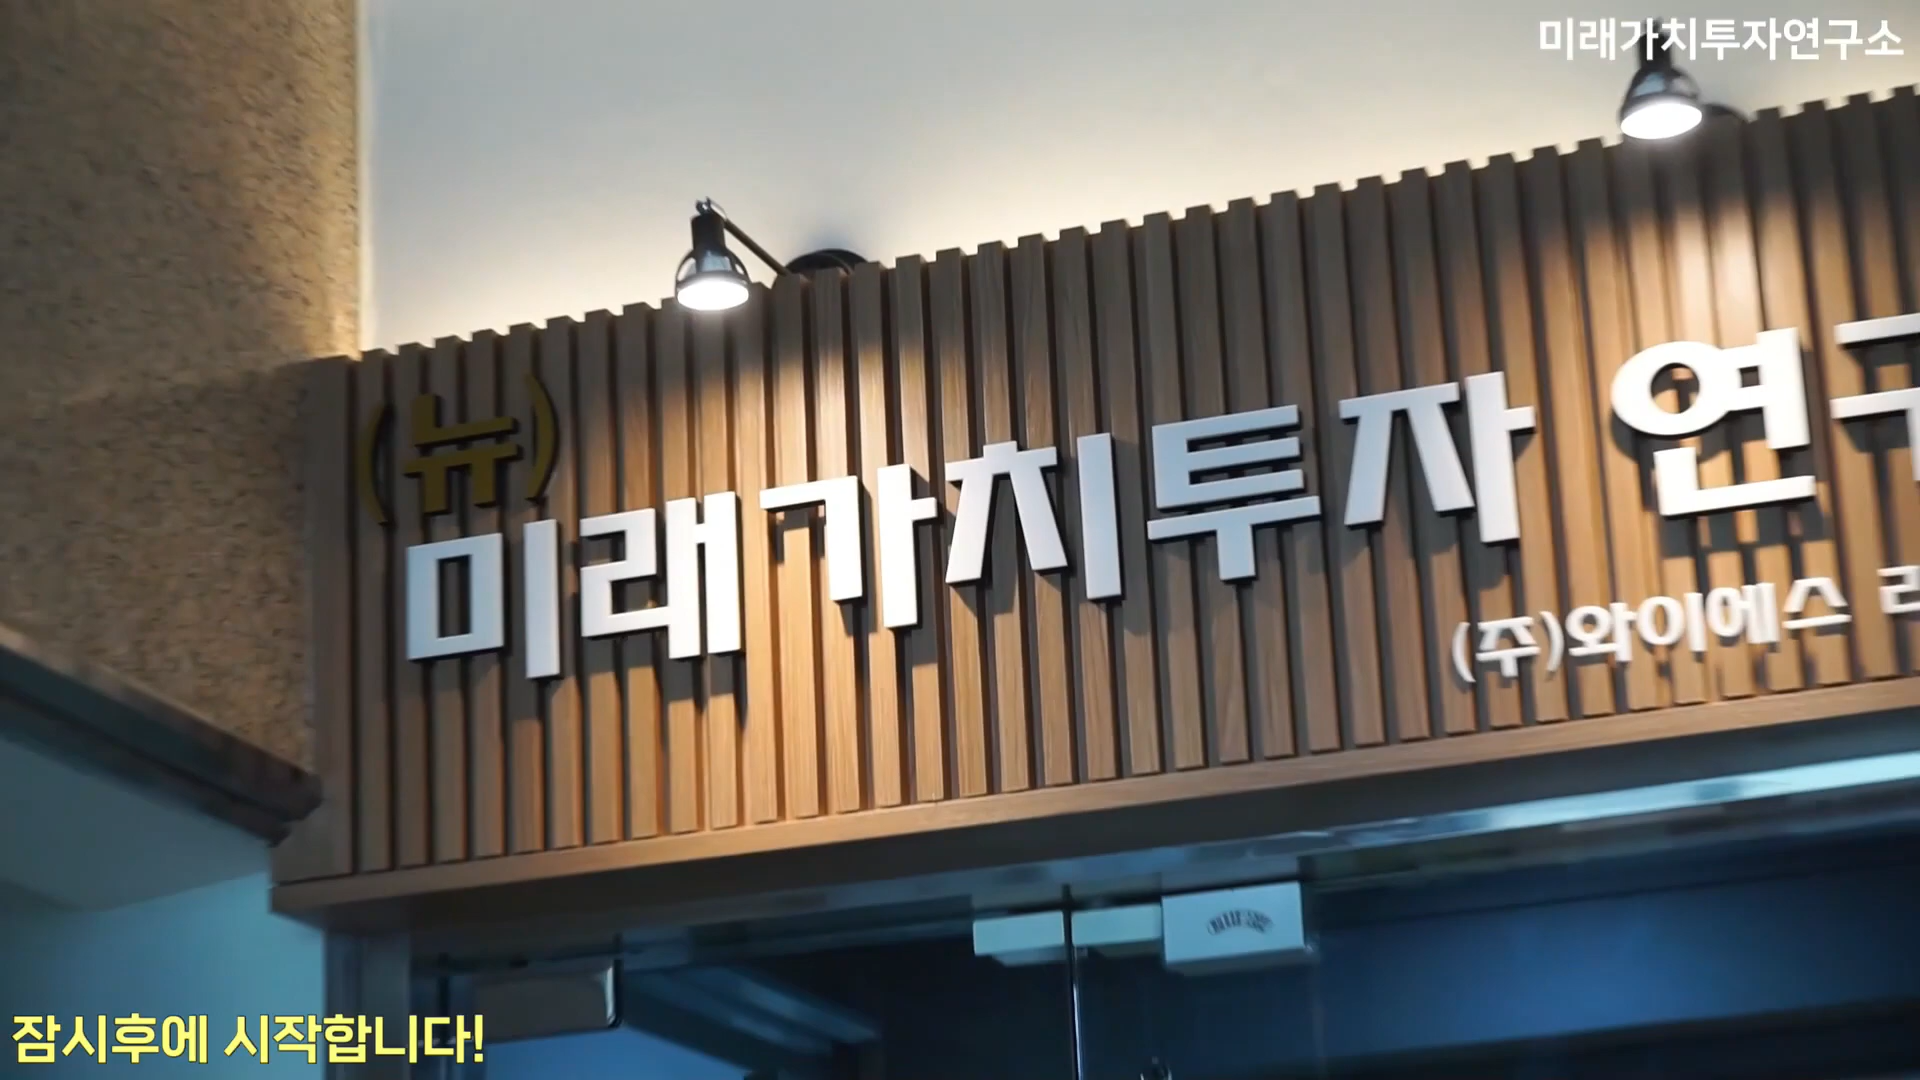 미래가치투자연구소
(뉴)
미래가치투자 연구
(주)와이에스
잠시후에 시작합니다!